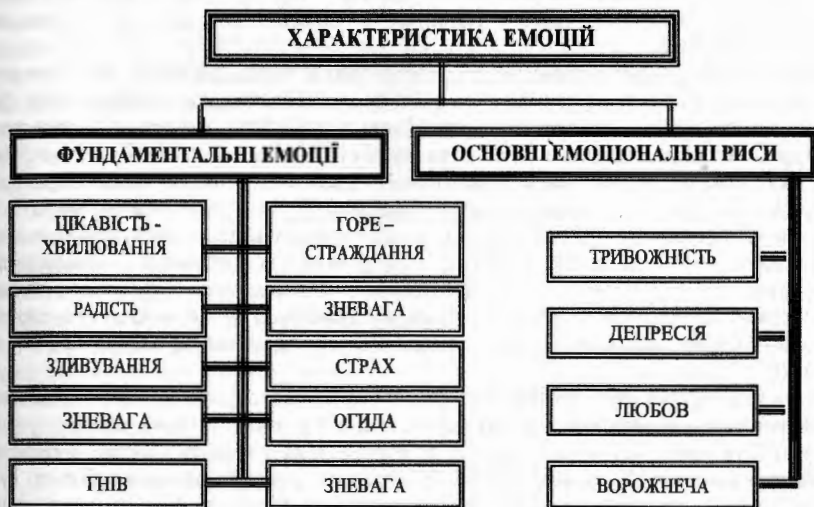 ХАРАКТЕРИСТИКА ЕМОЦІЙ
ФУНДАМЕНТАЛЬНІ ЕМОЦІЇ
ОСНОВНІ ЕМОЦІОНАЛЬНІ РИСИ
ЦІКАВІСТЬ -
ХВИЛЮВАННЯ
ГОРЕ –
СТРАЖДАННЯ
РАДІСТЬ
ЗНЕВАГА
ЗДИВУВАННЯ
СТРАХ
ЗНЕВАГА
ОГИДА
ГНІВ
ЗНЕВАГА
ТРИВОЖНІСТЬ
ДЕПРЕСІЯ
ЛЮБОВ
ВОРОЖНЕЧА